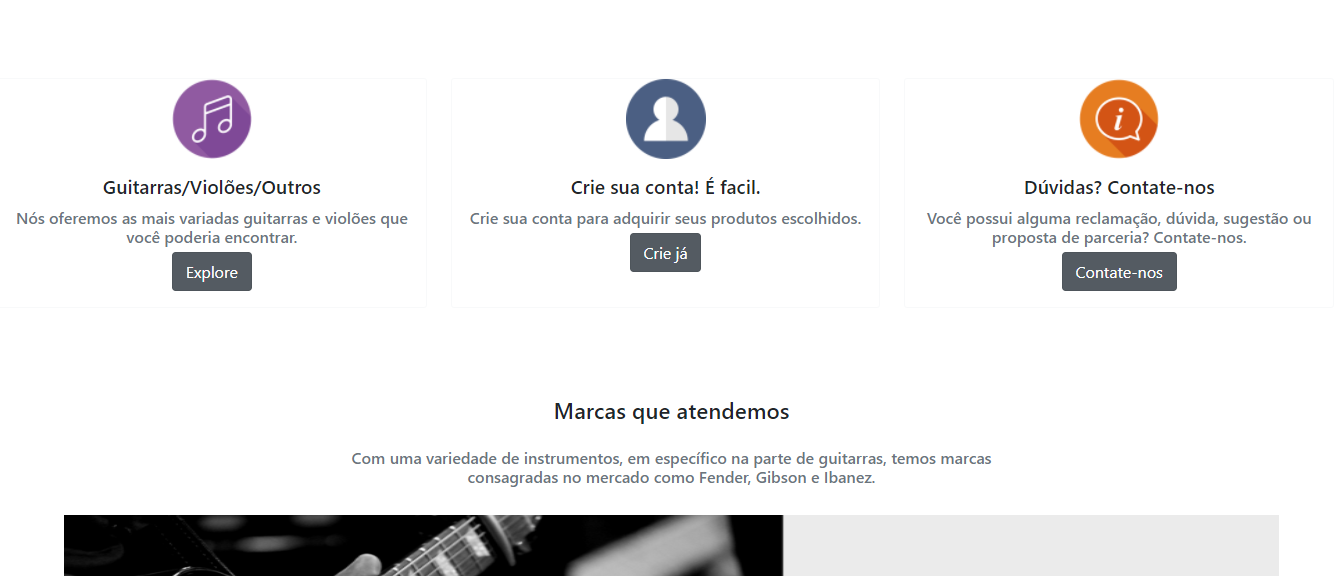 Guitarras/Violões/Outros
Nós oferemos as mais variadas guitarras e violões que
você poderia encontrar.
Explore
Crie sua conta! É facil.
Crie sua conta para adquirir seus produtos escolhidos.
Crie já
i
Dúvidas? Contate-nos
Você possui alguma reclamação, dúvida, sugestão ou
proposta de parceria? Contate-nos.
Contate-nos
Marcas que atendemos
Com uma variedade de instrumentos, em específico na parte de guitarras, temos marcas
consagradas no mercado como Fender, Gibson e Ibanez.